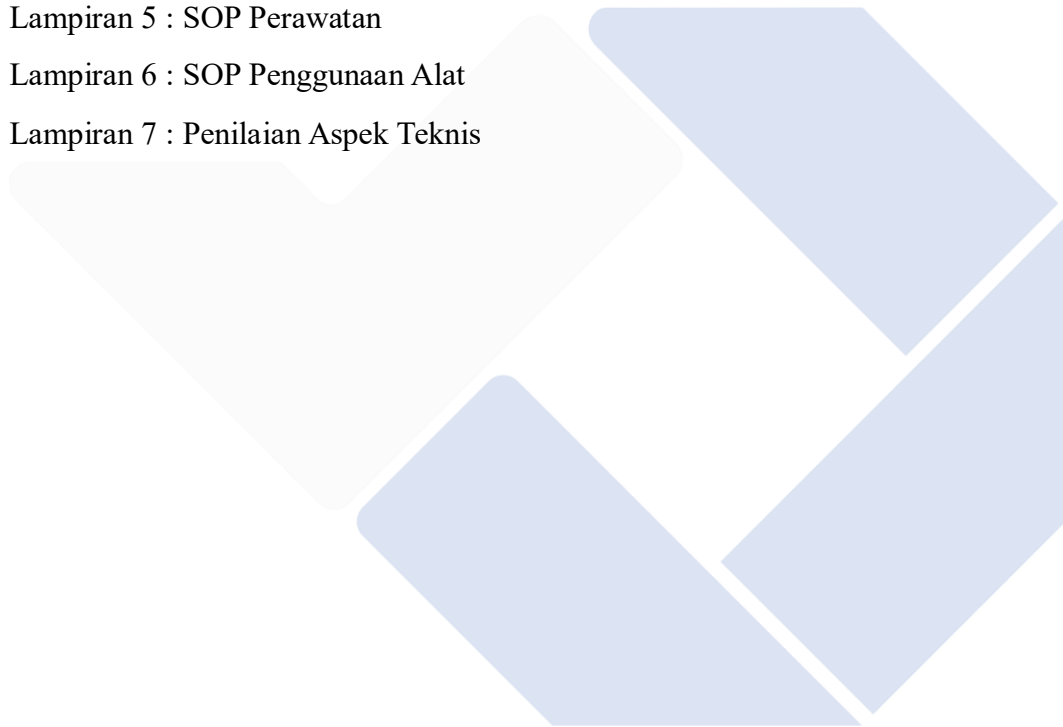 Lampiran 5 : SOP Perawatan
Lampiran 6 : SOP Penggunaan Alat
Lampiran 7 : Penilaian Aspek Teknis